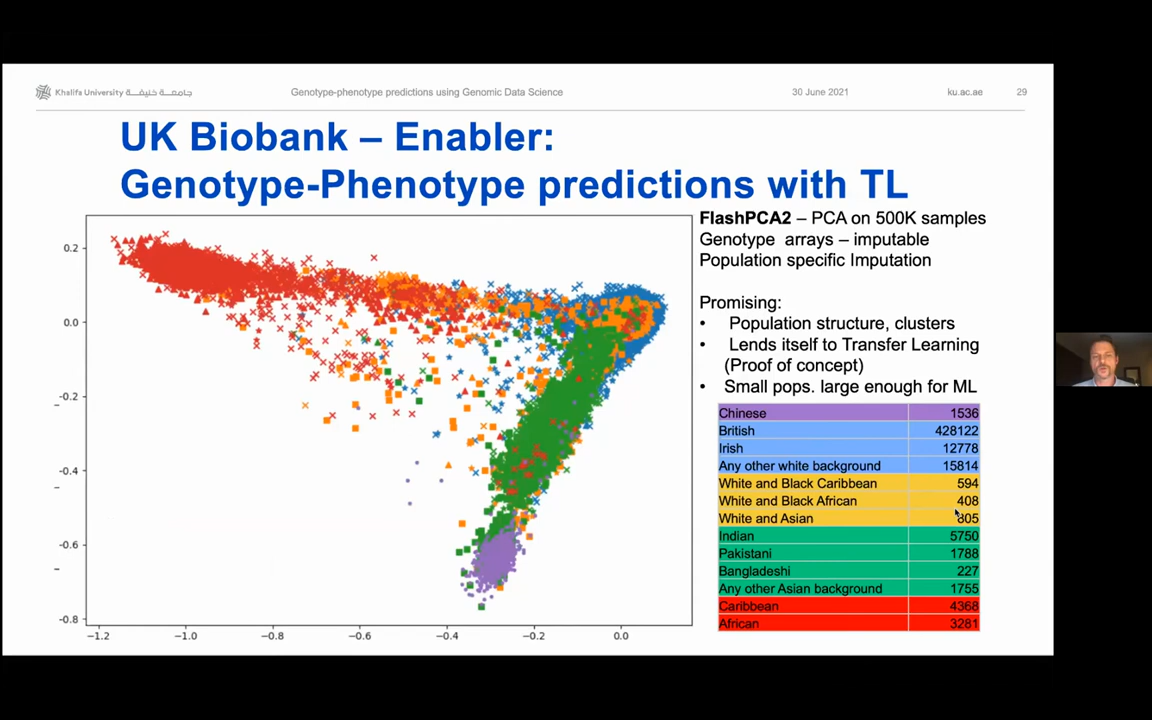 Khalifa University جامعة خليفة
Genotype-phenotype predictions using Genomic Data Science
30 June 2021
ku.ac.ae
29
UK Biobank – Enabler:
Genotype-Phenotype predictions with TL
FlashPCA2 – PCA on 500K samples
Genotype arrays – imputable
Population specific Imputation
Promising:
• Population structure, clusters
• Lends itself to Transfer Learning
(Proof of concept)
• Small pops. large enough for ML
Chinese 1536
British 428122
Irish 12778
Any other white background 15814
White and Black Caribbean 594
White and Black African 408
White and Asian 805
Indian 5750
Pakistani 1788
Bangladeshi 227
Any other Asian background 1755
Caribbean 4368
African 3281
0.2
0.0
−0.2
−0.4
−0.6
−0.8
−1.2 −1.0 −0.8 −0.6 −0.4 −0.2 0.0